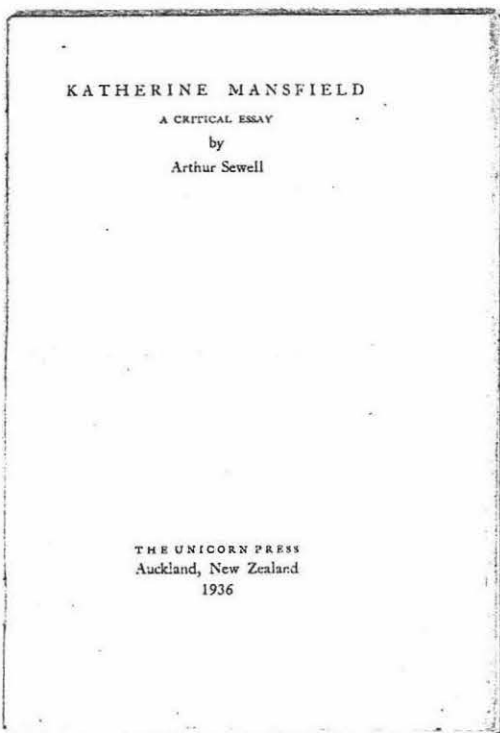 KATHERINE MANSFIELD
A CRITICAL ESSAY
by
Arthur Sewell
THE UNICORN PRESS
Auckland, New Zealand
1936